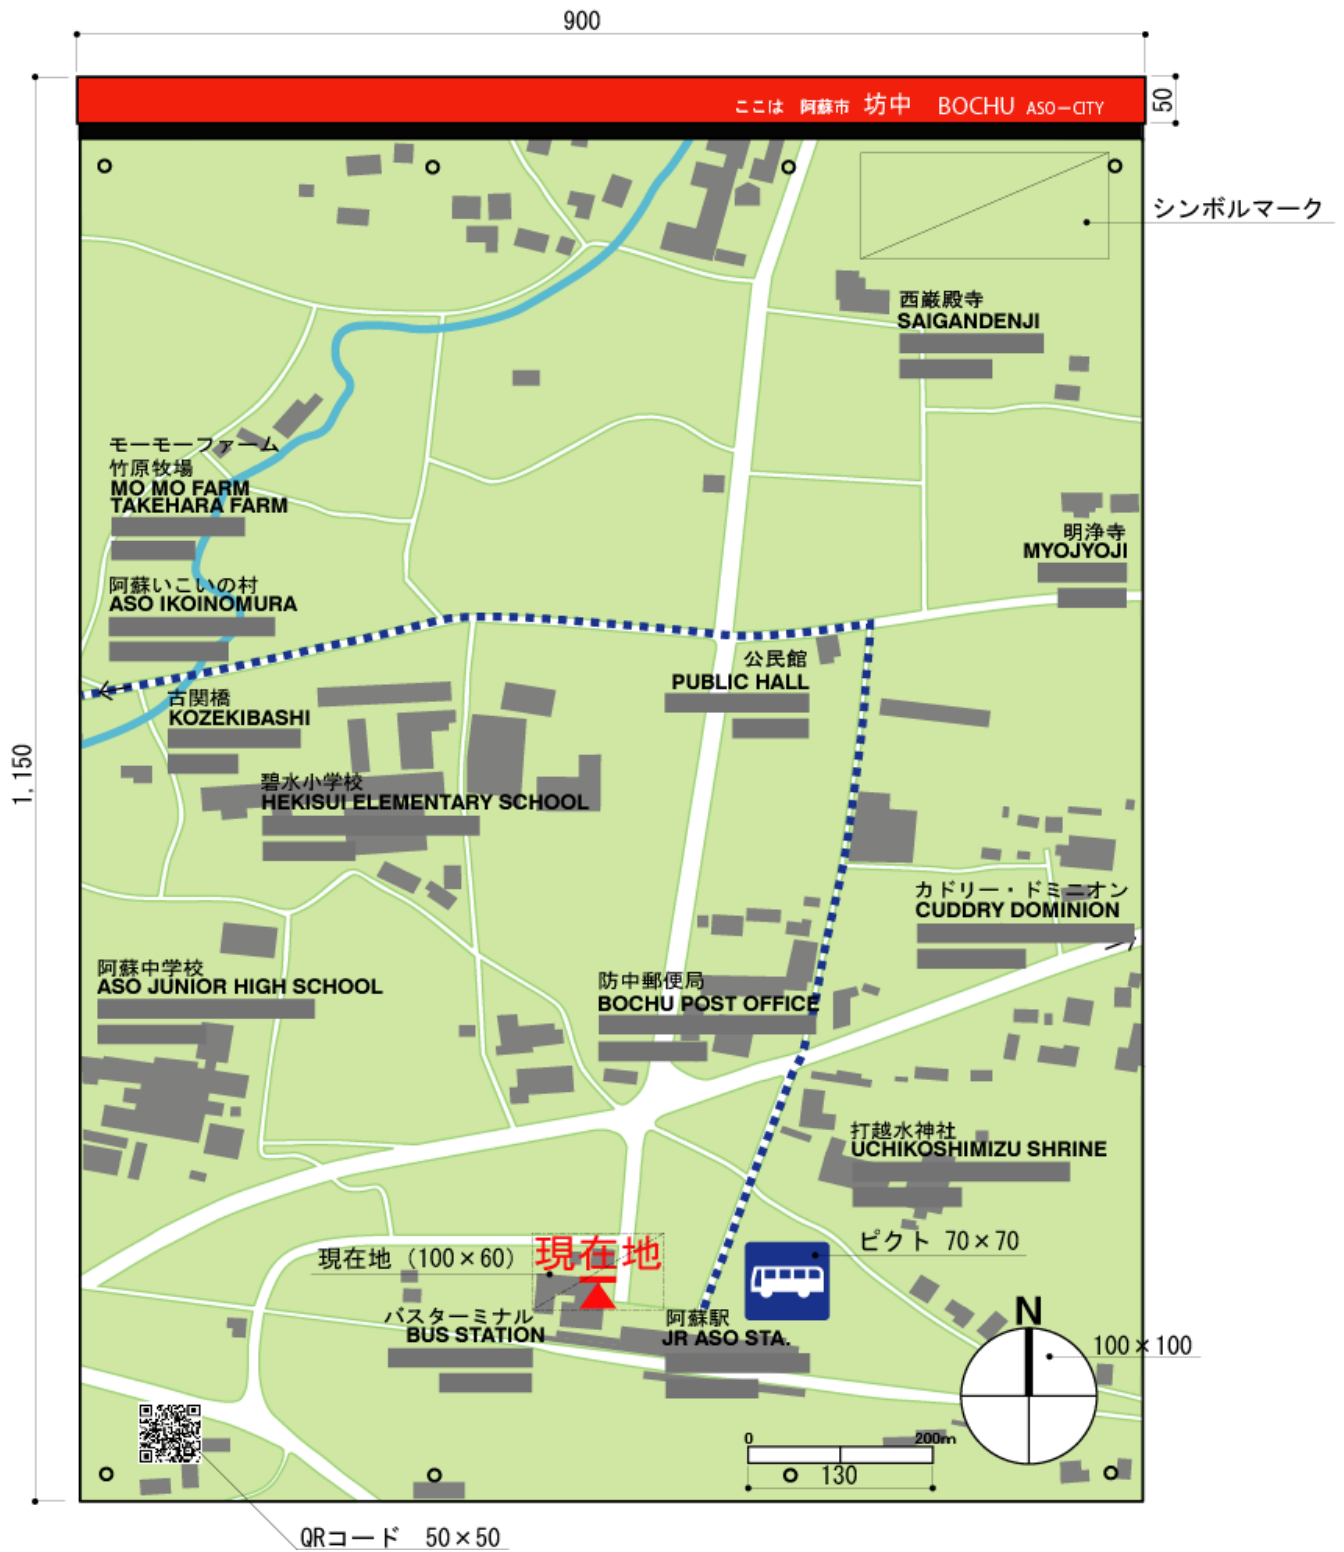 900
ここは 阿蘇市 坊中 BOCHU ASO−CITY
50
シンボルマーク
西巌殿寺
SAIGANDENJI
モーモーファーム
竹原牧場
MO MO FARM
TAKEHARA FARM
明浄寺
MYOJYOJI
阿蘇いこいの村
ASO IKOINOMURA
公民館
PUBLIC HALL
古関橋
KOZEKIBASHI
1,150
碧水小学校
HEKISUI ELEMENTARY SCHOOL
カドリー・ドミニオン
CUDDRY DOMINION
阿蘇中学校
ASO JUNIOR HIGH SCHOOL
防中郵便局
BOCHU POST OFFICE
打越水神社
UCHIKOSHIMIZU SHRINE
現在地（100×60）
現在地
ピクト 70×70
バスターミナル
BUS STATION
阿蘇駅
JR ASO STA.
N
100×100
0 200m
130
QRコード 50×50